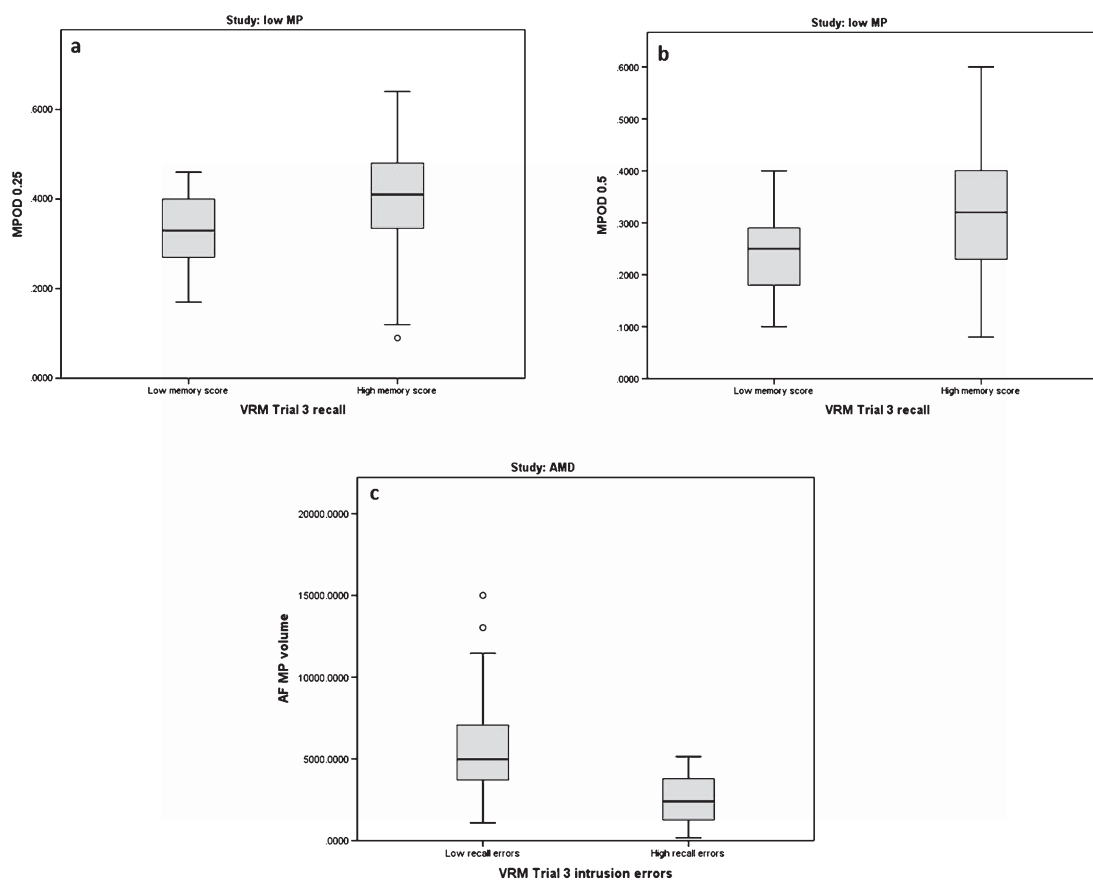 Study: low MP
a
MPOD 0.25
.6000
.4000
.2000
.0000
Low memory score
High memory score
VRM Trial 3 recall
Study: low MP
b
MPOD 0.5
.6000
.5000
.4000
.3000
.2000
.1000
.0000
Low memory score
High memory score
VRM Trial 3 recall
Study: AMD
c
AF MP volume
20000.0000
15000.0000
10000.0000
5000.0000
.0000
Low recall errors
High recall errors
VRM Trial 3 intrusion errors